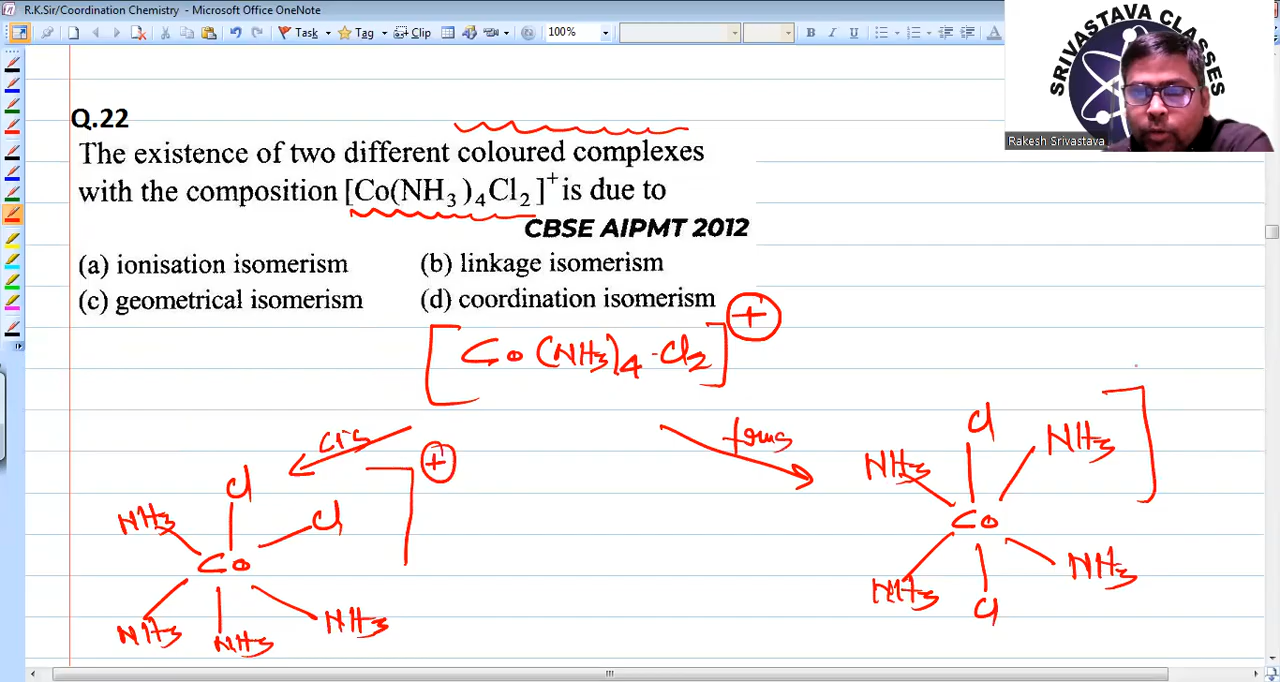 R.K.Sir/Coordination Chemistry - Microsoft Office OneNote
Task
Tag
Clip
100%
B I U
A
SRIVASTAVA CLASSES
Rakesh Srivastava
Q.22
The existence of two different coloured complexes
with the composition [Co(NH₃)₄Cl₂]⁺ is due to
CBSE AIPMT 2012
(a) ionisation isomerism (b) linkage isomerism
(c) geometrical isomerism (d) coordination isomerism
[Co(NH₃)₄·Cl₂]⁺
cis
trans
+
Cl
NH₃ Cl
Co
NH₃ NH₃ NH₃
Cl
NH₃ NH₃
Co
NH₃ NH₃
Cl